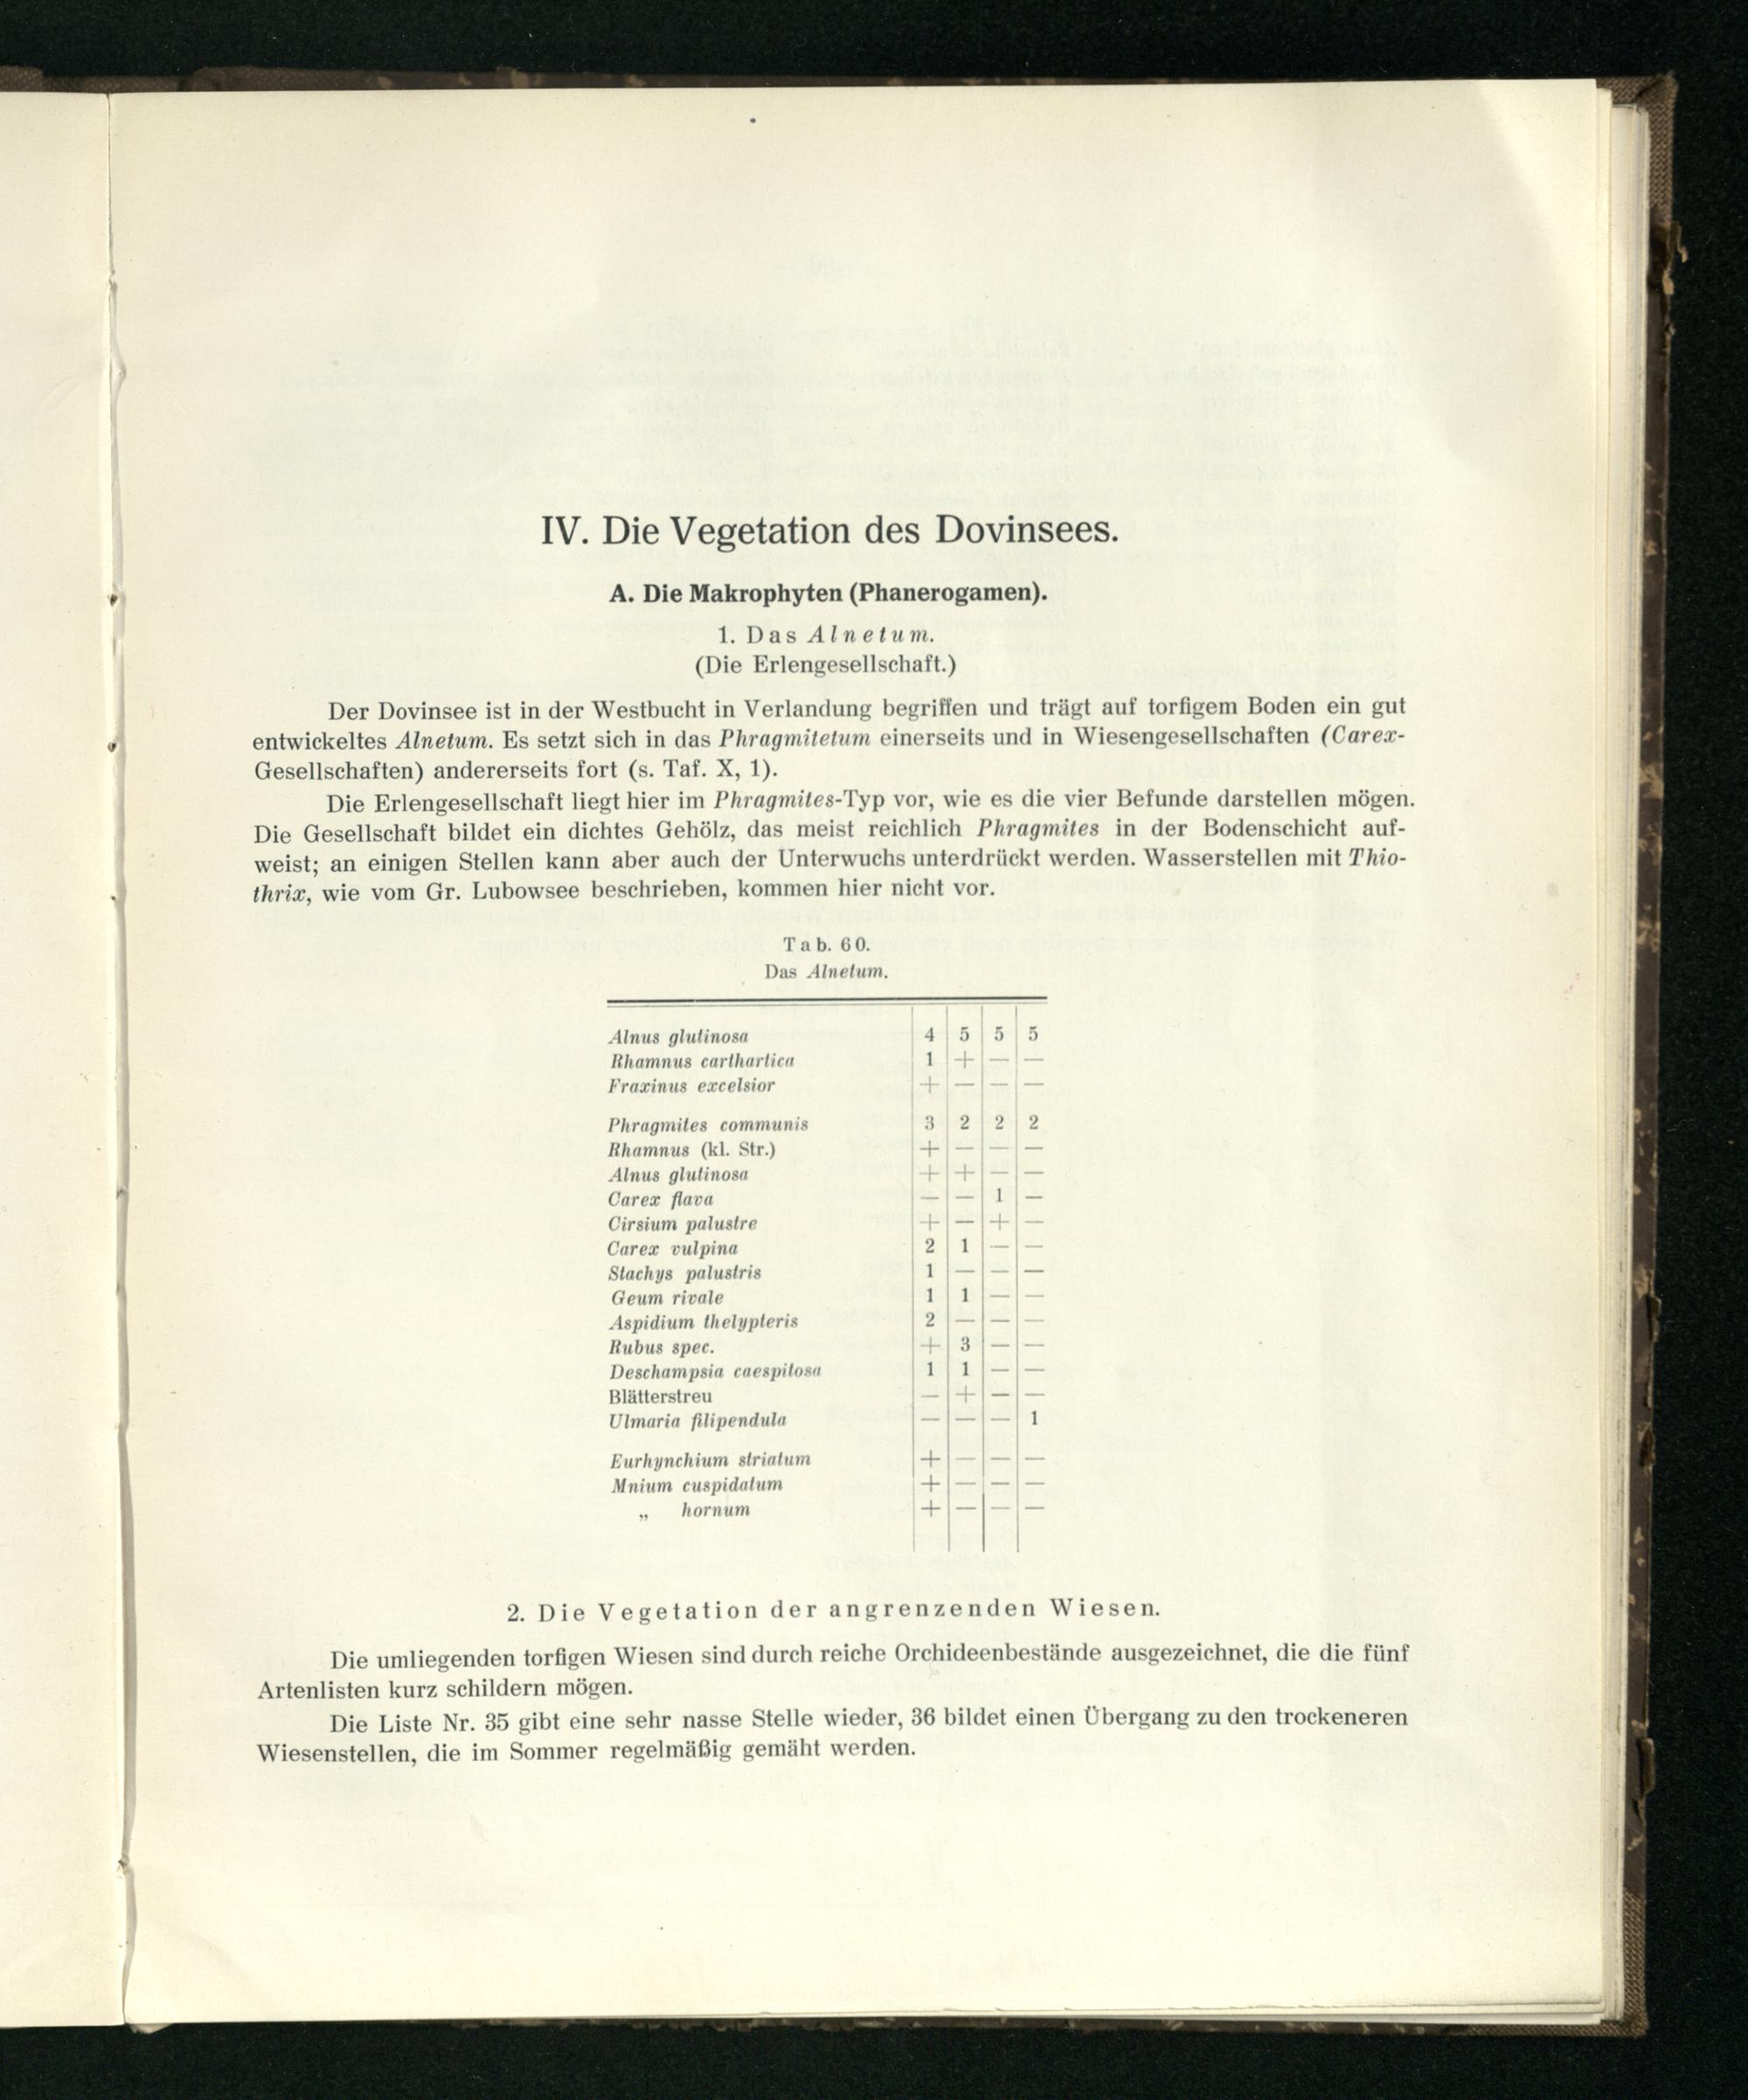 IV. Die Vegetation des Dovinsees.
A. Die Makrophyten (Phanerogamen).
1. Das Alnetum.
(Die Erlengesellschaft.)
Der Dovinsee ist in der Westbucht in Verlandung begriffen und trägt auf torfigem Boden ein gut
entwickeltes Alnetum. Es setzt sich in das Phragmitetum einerseits und in Wiesengesellschaften (Carex-
Gesellschaften) andererseits fort (s. Taf. X, 1).
Die Erlengesellschaft liegt hier im Phragmites-Typ vor, wie es die vier Befunde darstellen mögen.
Die Gesellschaft bildet ein dichtes Gehölz, das meist reichlich Phragmites in der Bodenschicht auf-
weist; an einigen Stellen kann aber auch der Unterwuchs unterdrückt werden. Wasserstellen mit Thio-
thrix, wie vom Gr. Lubowsee beschrieben, kommen hier nicht vor.
Tab. 60.
Das Alnetum.
Alnus glutinosa 4 5 5 5
Rhamnus carthartica 1 + — —
Fraxinus excelsior + — — —
Phragmites communis 3 2 2 2
Rhamnus (kl. Str.) + — — —
Alnus glutinosa + + — —
Carex flava — — 1 —
Cirsium palustre + — + —
Carex vulpina 2 1 — —
Stachys palustris 1 — — —
Geum rivale 1 1 — —
Aspidium thelypteris 2 — — —
Rubus spec. + 3 — —
Deschampsia caespitosa 1 1 — —
Blätterstreu — + — —
Ulmaria filipendula — — — 1
Eurhynchium striatum + — — —
Mnium cuspidatum + — — —
„ hornum + — — —
2. Die Vegetation der angrenzenden Wiesen.
Die umliegenden torfigen Wiesen sind durch reiche Orchideenbestände ausgezeichnet, die die fünf
Artenlisten kurz schildern mögen.
Die Liste Nr. 35 gibt eine sehr nasse Stelle wieder, 36 bildet einen Übergang zu den trockeneren
Wiesenstellen, die im Sommer regelmäßig gemäht werden.